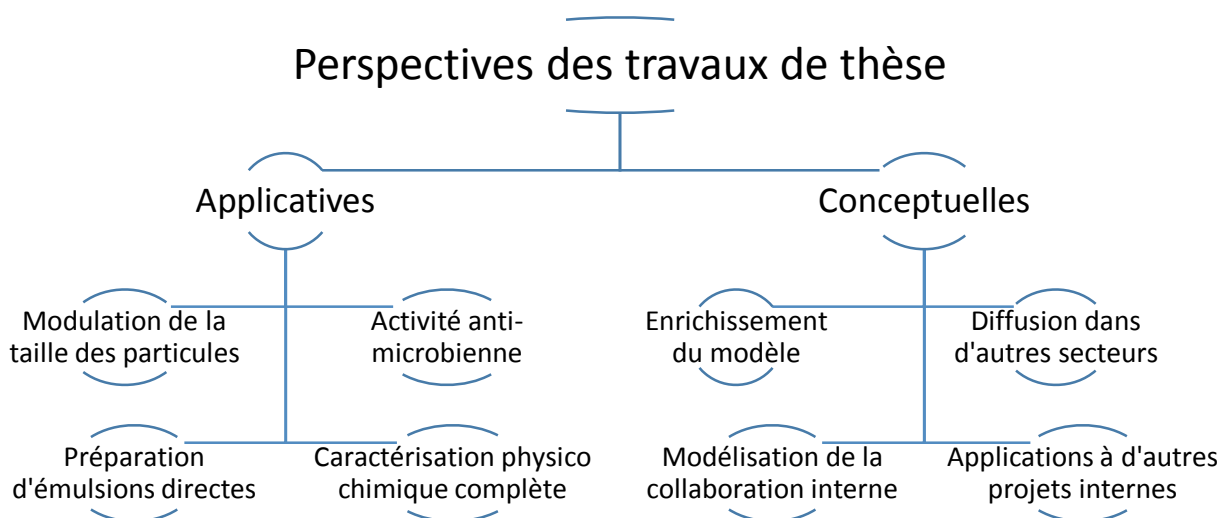 Perspectives des travaux de thèse
Applicatives
Conceptuelles
Modulation de la
taille des particules
Activité anti-
microbienne
Enrichissement
du modèle
Diffusion dans
d'autres secteurs
Préparation
d'émulsions directes
Caractérisation physico
chimique complète
Modélisation de la
collaboration interne
Applications à d'autres
projets internes